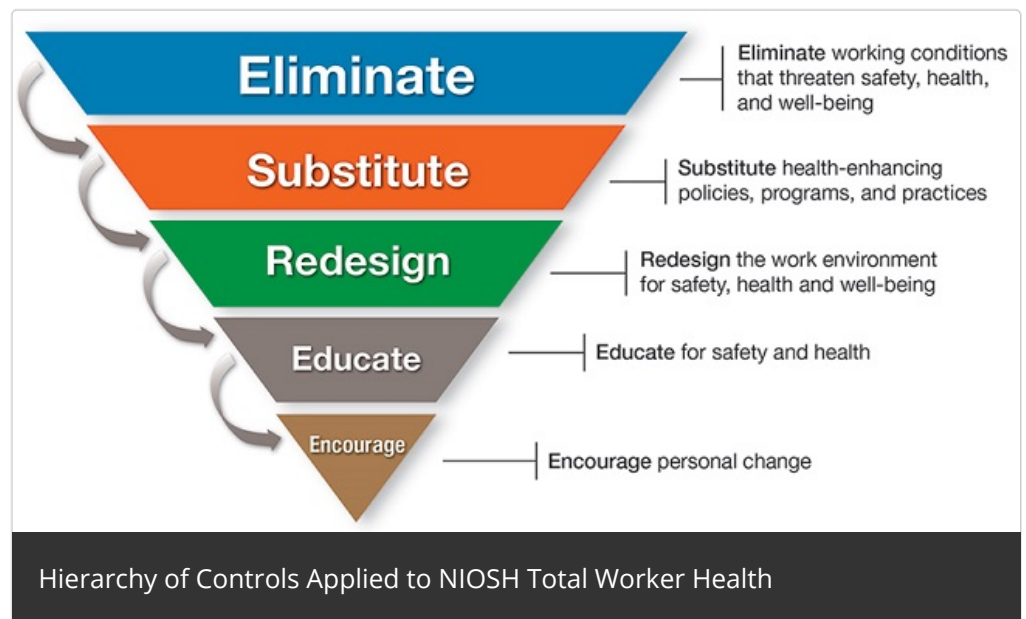 Eliminate
Eliminate working conditions
that threaten safety, health,
and well-being
Substitute
Substitute health-enhancing
policies, programs, and practices
Redesign
Redesign the work environment
for safety, health and well-being
Educate
Educate for safety and health
Encourage
Encourage personal change
Hierarchy of Controls Applied to NIOSH Total Worker Health